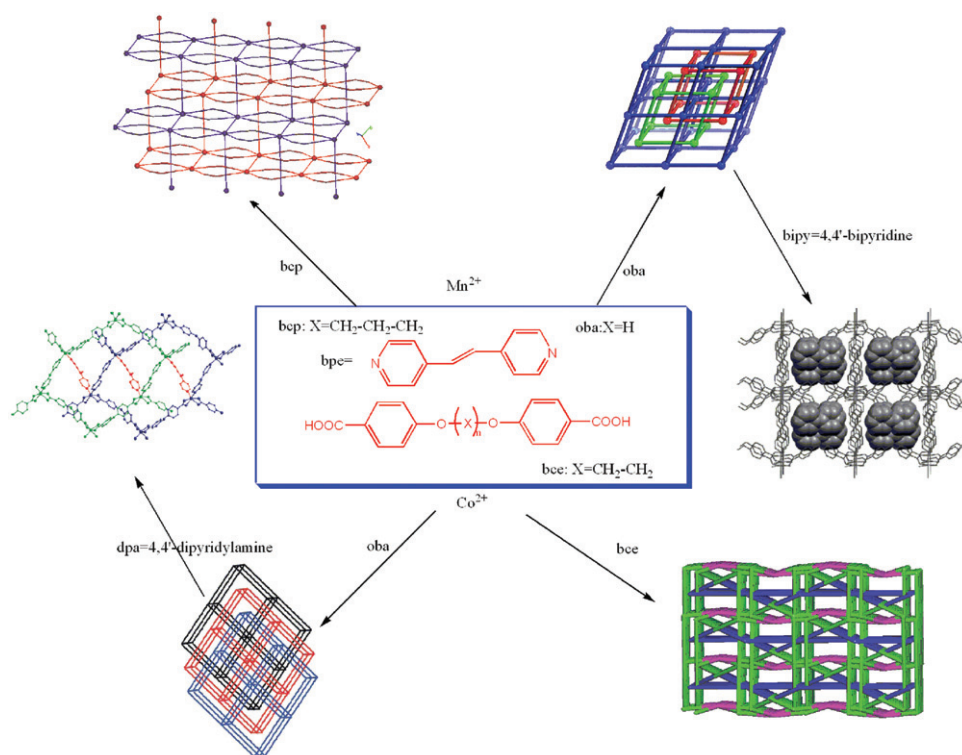 bcp
oba
bipy=4,4'-bipyridine
Mn2+
bcp: X=CH2-CH2-CH2
oba:X=H
bpe=
N
N
HOOC
O
(X)n
O
COOH
bce: X=CH2-CH2
Co2+
dpa=4,4'-dipyridylamine
oba
bce